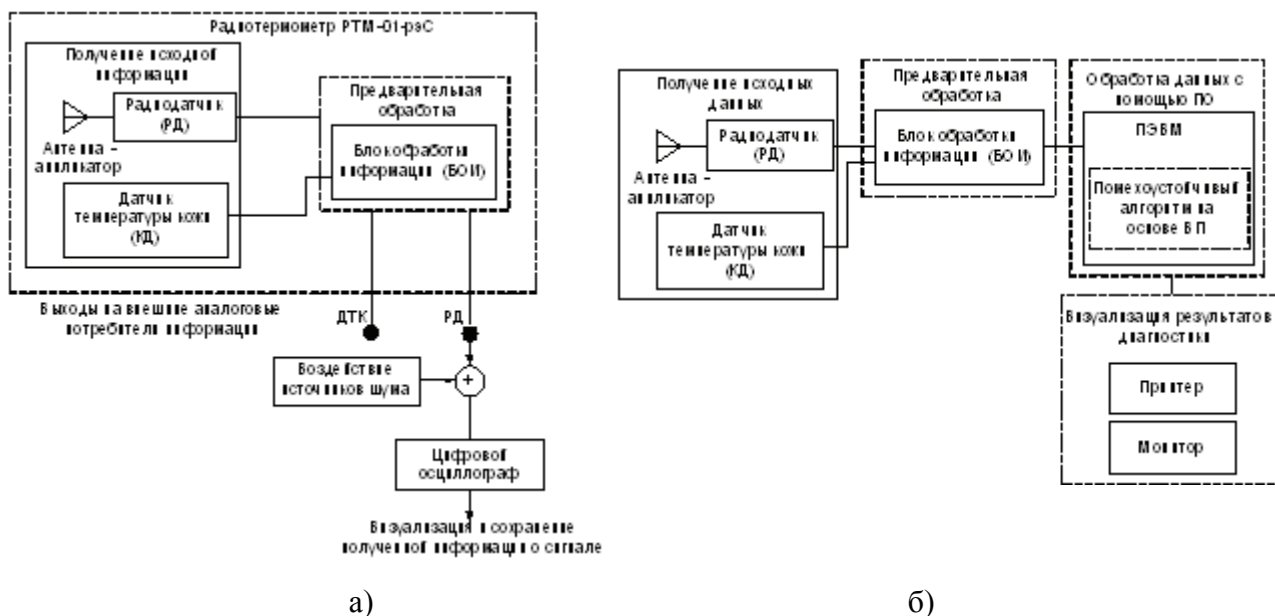 Радиотермометр РТМ-01-рэС
Получение исходной
информации
Радиодатчик
(РД)
Антенна –
аппликатор
Датчик
температуры кожи
(КД)
Предварительная
обработка
Блок обработки
информации (БОИ)
Выходы на внешние аналоговые
потребители информации
ДТК
РД
Воздействие
источников шума
+
Цифровой
осциллограф
Визуализация и сохранение
полученной информации о сигнале
а)
Получение исходных
данных
Радиодатчик
(РД)
Антенна –
аппликатор
Датчик
температуры кожи
(КД)
Предварительная
обработка
Блок обработки
информации (БОИ)
Обработка данных с
помощью ПО
ПЭВМ
Помехоустойчивый
алгоритм на
основе ВП
Визуализация результатов
диагностики
Принтер
Монитор
б)